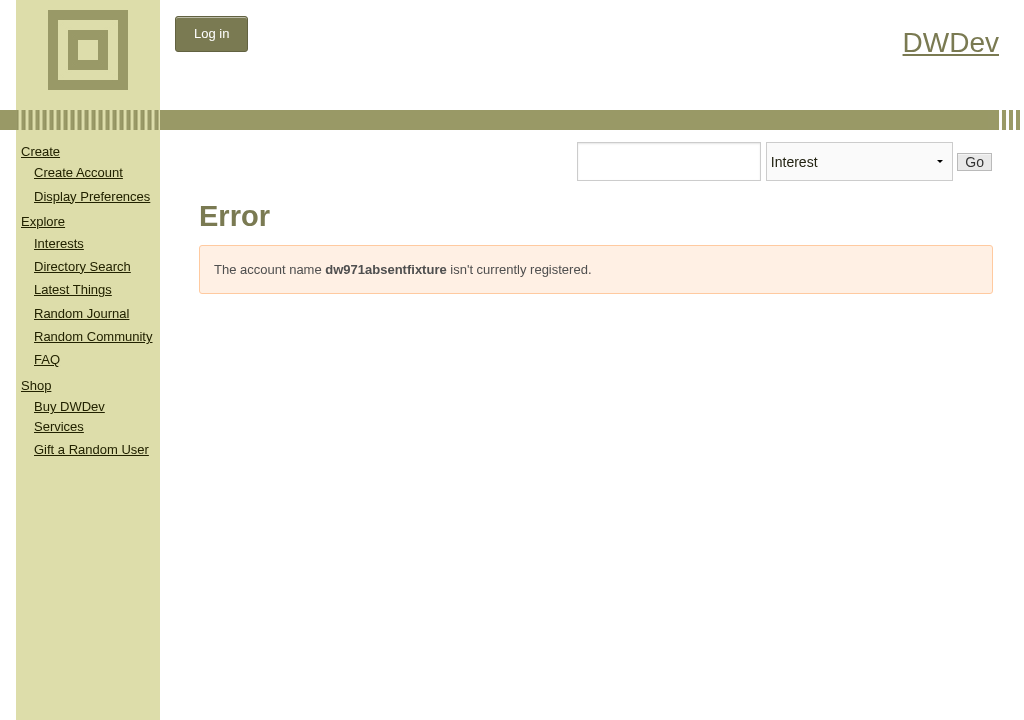 Log in
DWDev
Create
Create Account
Display Preferences
Explore
Interests
Directory Search
Latest Things
Random Journal
Random Community
FAQ
Shop
Buy DWDev
Services
Gift a Random User
Interest
Go
Error
The account name dw971absentfixture isn't currently registered.